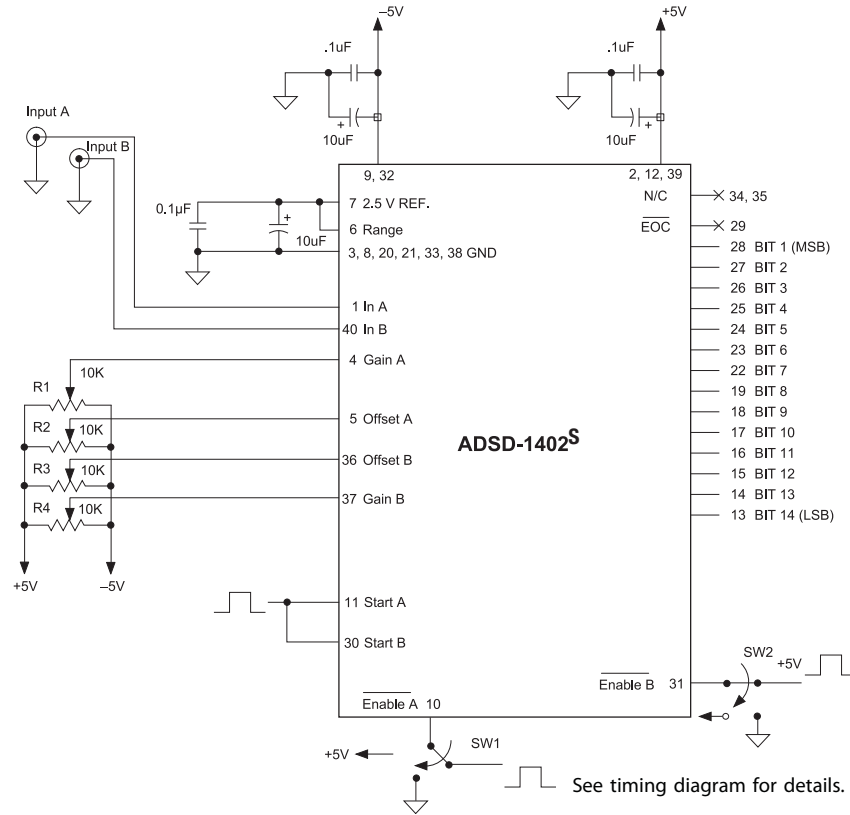 –5V
+5V
.1uF
.1uF
+
10uF
10uF
+
Input A
Input B
9, 32
2, 12, 39
N/C
34, 35
EOC
29
0.1µF
+
10uF
7 2.5 V REF.
6 Range
3, 8, 20, 21, 33, 38 GND
28 BIT 1 (MSB)
27 BIT 2
26 BIT 3
25 BIT 4
24 BIT 5
23 BIT 6
22 BIT 7
19 BIT 8
18 BIT 9
17 BIT 10
16 BIT 11
15 BIT 12
14 BIT 13
13 BIT 14 (LSB)
1 In A
40 In B
4 Gain A
R1
10K
5 Offset A
R2
10K
36 Offset B
R3
10K
37 Gain B
R4
10K
+5V
–5V
ADSD-1402S
11 Start A
30 Start B
Enable B 31
SW2
+5V
Enable A 10
SW1
+5V
See timing diagram for details.